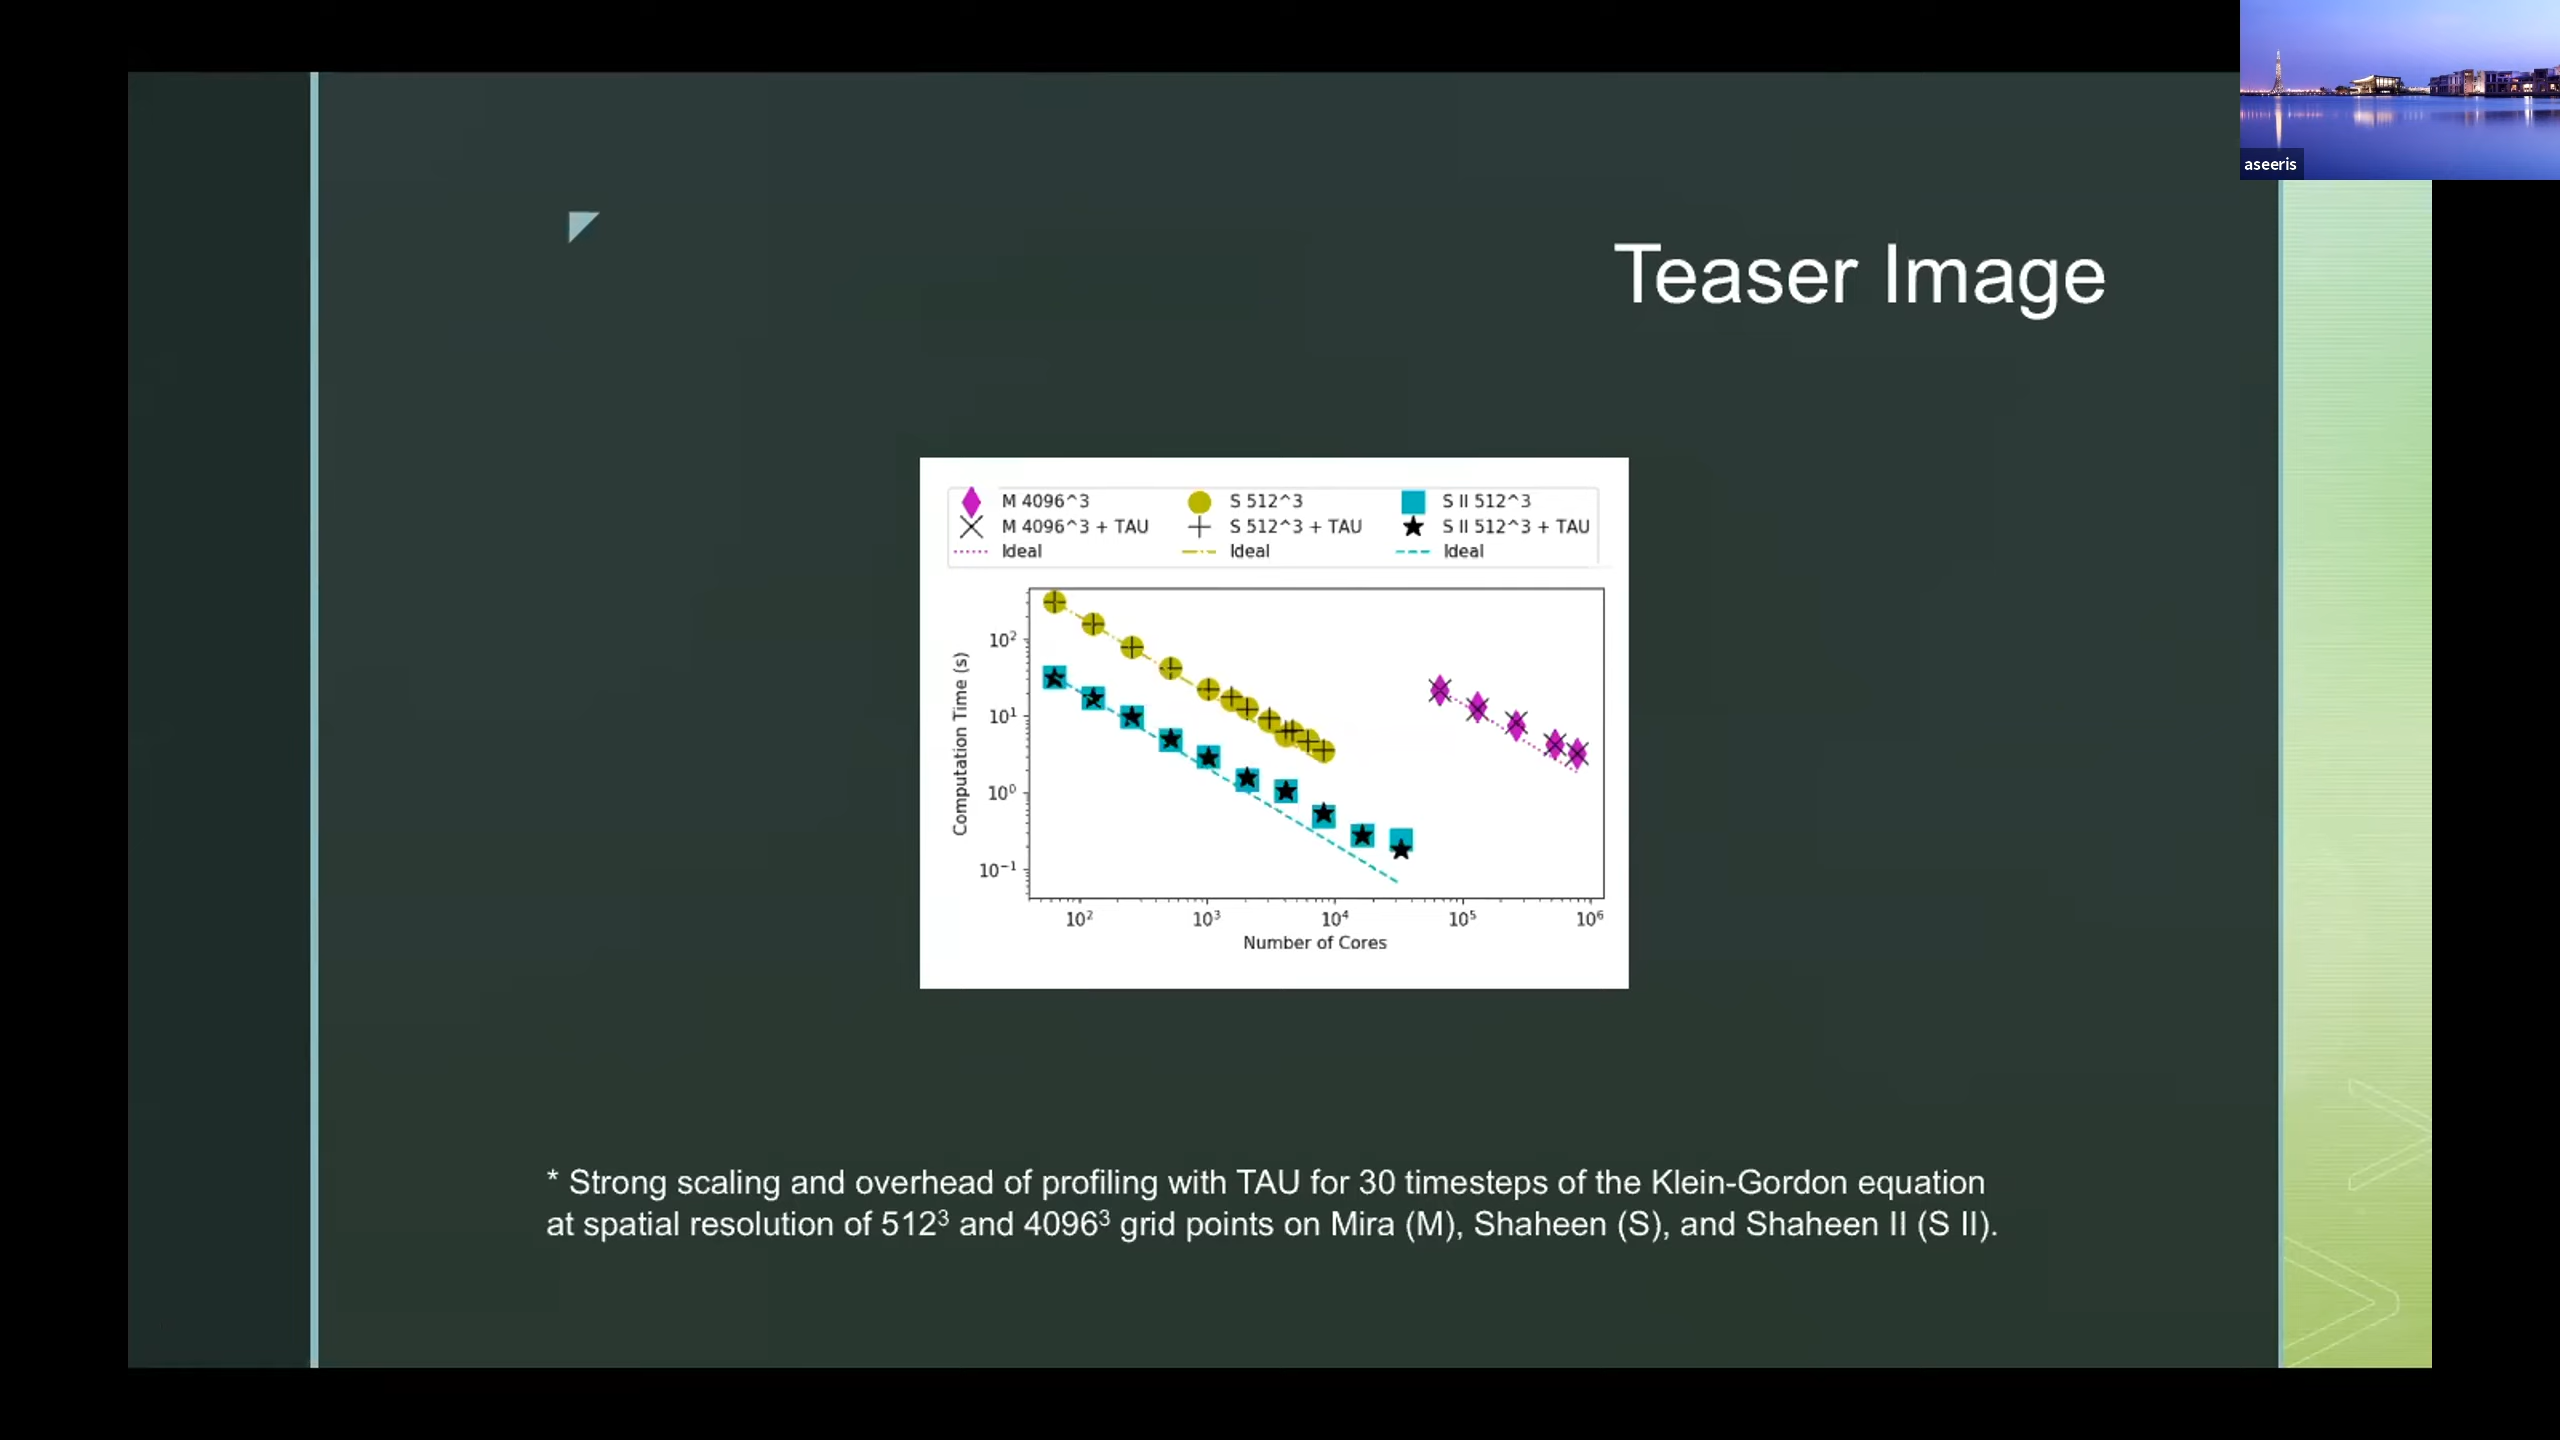 aseeris
Teaser Image
M 4096^3 S 512^3 S II 512^3
M 4096^3 + TAU S 512^3 + TAU S II 512^3 + TAU
Ideal Ideal Ideal
10²
10¹
10⁰
10⁻¹
Computation Time (s)
10² 10³ 10⁴ 10⁵ 10⁶
Number of Cores
* Strong scaling and overhead of profiling with TAU for 30 timesteps of the Klein-Gordon equation
at spatial resolution of 512³ and 4096³ grid points on Mira (M), Shaheen (S), and Shaheen II (S II).